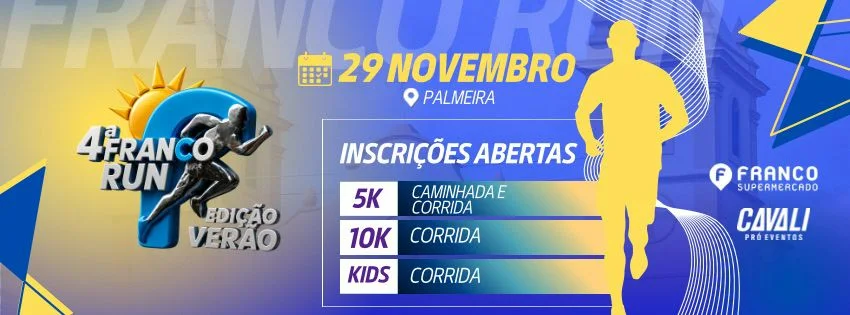 FRANCO RUN
4ª FRANCO
RUN
EDIÇÃO
VERÃO
29 NOVEMBRO
PALMEIRA
INSCRIÇÕES ABERTAS
5K CAMINHADA E
CORRIDA
10K CORRIDA
KIDS CORRIDA
F FRANCO
SUPERMERCADO
CAVALI
PRÓ EVENTOS